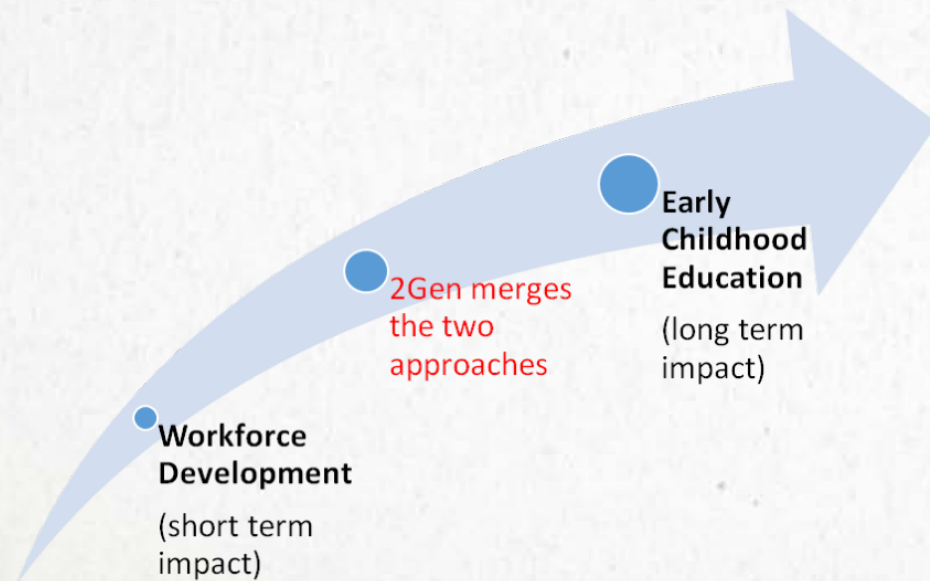 Workforce
Development
(short term
impact)
2Gen merges
the two
approaches
Early
Childhood
Education
(long term
impact)